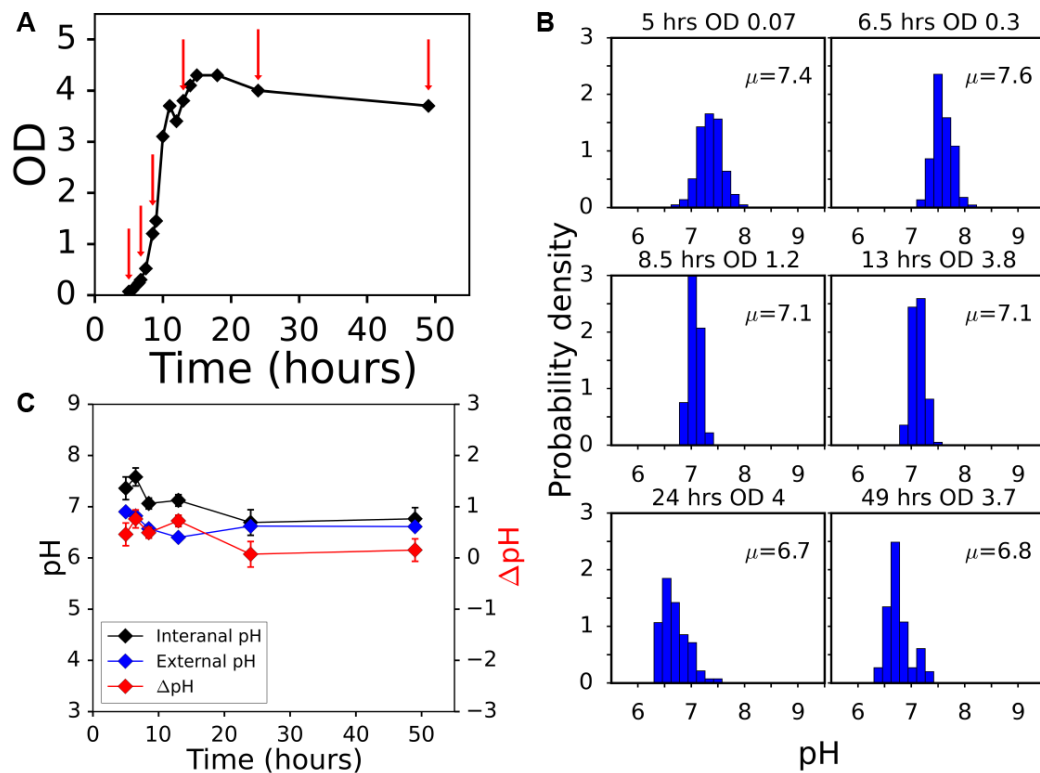 A
OD
5
4
3
2
1
0
0 10 20 30 40 50
Time (hours)
B
Probability density
5 hrs OD 0.07
3
2
1
0
μ=7.4
6 7 8 9
6.5 hrs OD 0.3
μ=7.6
6 7 8 9
8.5 hrs OD 1.2
3
2
1
0
μ=7.1
6 7 8 9
13 hrs OD 3.8
μ=7.1
6 7 8 9
24 hrs OD 4
3
2
1
0
μ=6.7
6 7 8 9
49 hrs OD 3.7
μ=6.8
6 7 8 9
pH
C
pH
9
8
7
6
5
4
3
3
2
1
0
−1
−2
−3
ΔpH
Interanal pH
External pH
ΔpH
0 10 20 30 40 50
Time (hours)